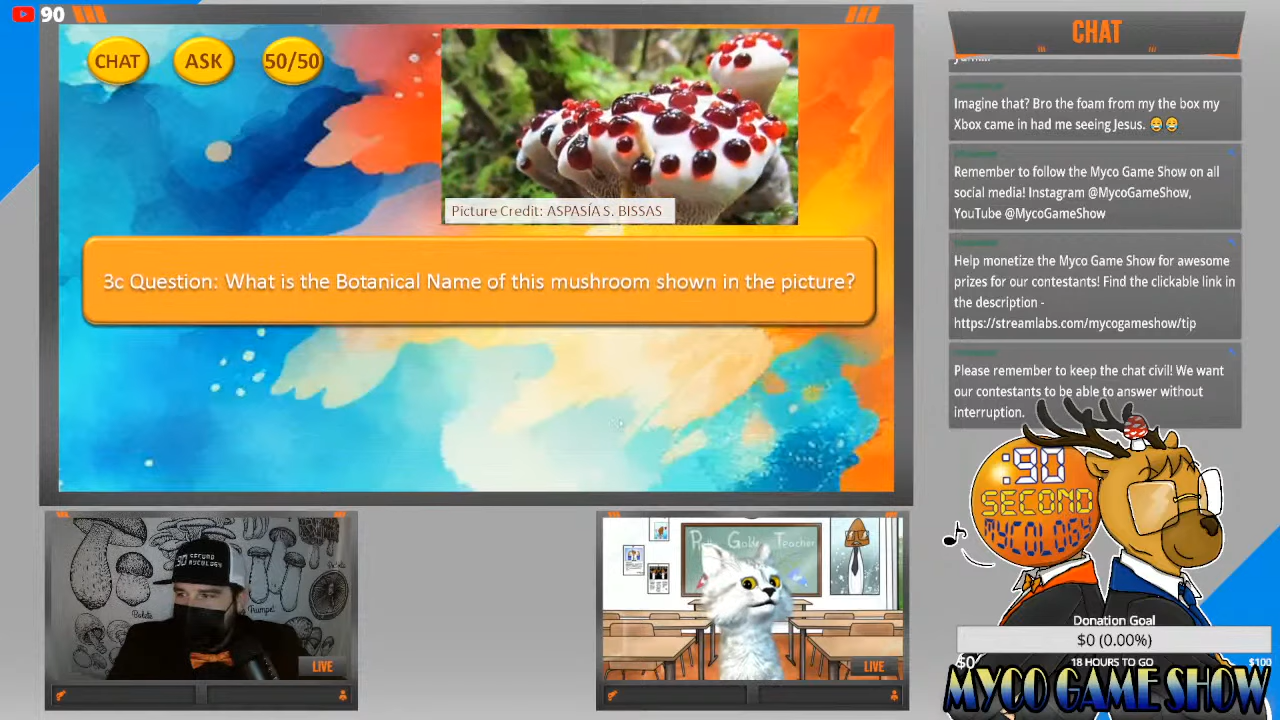 90
CHAT
ASK
50/50
Picture Credit: ASPASÍA S. BISSAS
3c Question: What is the Botanical Name of this mushroom shown in the picture?
CHAT
Imagine that? Bro the foam from my the box my
Xbox came in had me seeing Jesus. 😂😂
Remember to follow the Myco Game Show on all
social media! Instagram @MycoGameShow,
YouTube @MycoGameShow
Help monetize the Myco Game Show for awesome
prizes for our contestants! Find the clickable link in
the description -
https://streamlabs.com/mycogameshow/tip
Please remember to keep the chat civil! We want
our contestants to be able to answer without
interruption.
:90
SECOND
MYCOLOGY
90 SECOND
MYCOLOGY
Bolete
Trumpet
LIVE
Teacher
LIVE
Donation Goal
$0 (0.00%)
$0
18 HOURS TO GO
$100
MYCO GAME SHOW